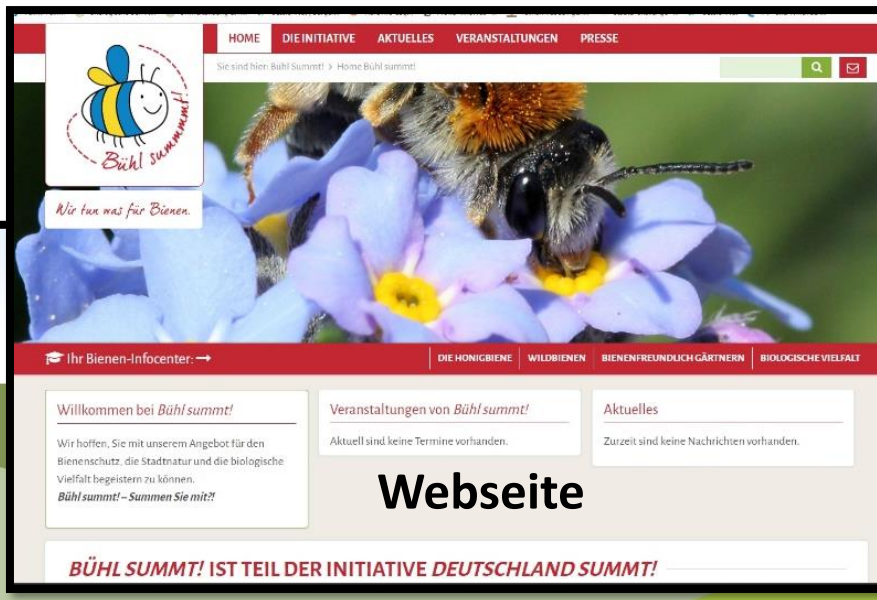 HOME DIE INITIATIVE AKTUELLES VERANSTALTUNGEN PRESSE
Sie sind hier: Bühl Summt! > Home Bühl summt!
Bühl summmt!
Wir tun was für Bienen.
Ihr Bienen-Infocenter: →
DIE HONIGBIENE WILDBIENEN BIENENFREUNDLICH GÄRTNERN BIOLOGISCHE VIELFALT
Willkommen bei Bühl summt!
Wir hoffen, Sie mit unserem Angebot für den
Bienenschutz, die Stadtnatur und die biologische
Vielfalt begeistern zu können.
Bühl summt! – Summen Sie mit?!
Veranstaltungen von Bühl summt!
Aktuell sind keine Termine vorhanden.
Aktuelles
Zurzeit sind keine Nachrichten vorhanden.
Webseite
BÜHL SUMMT! IST TEIL DER INITIATIVE DEUTSCHLAND SUMMT!